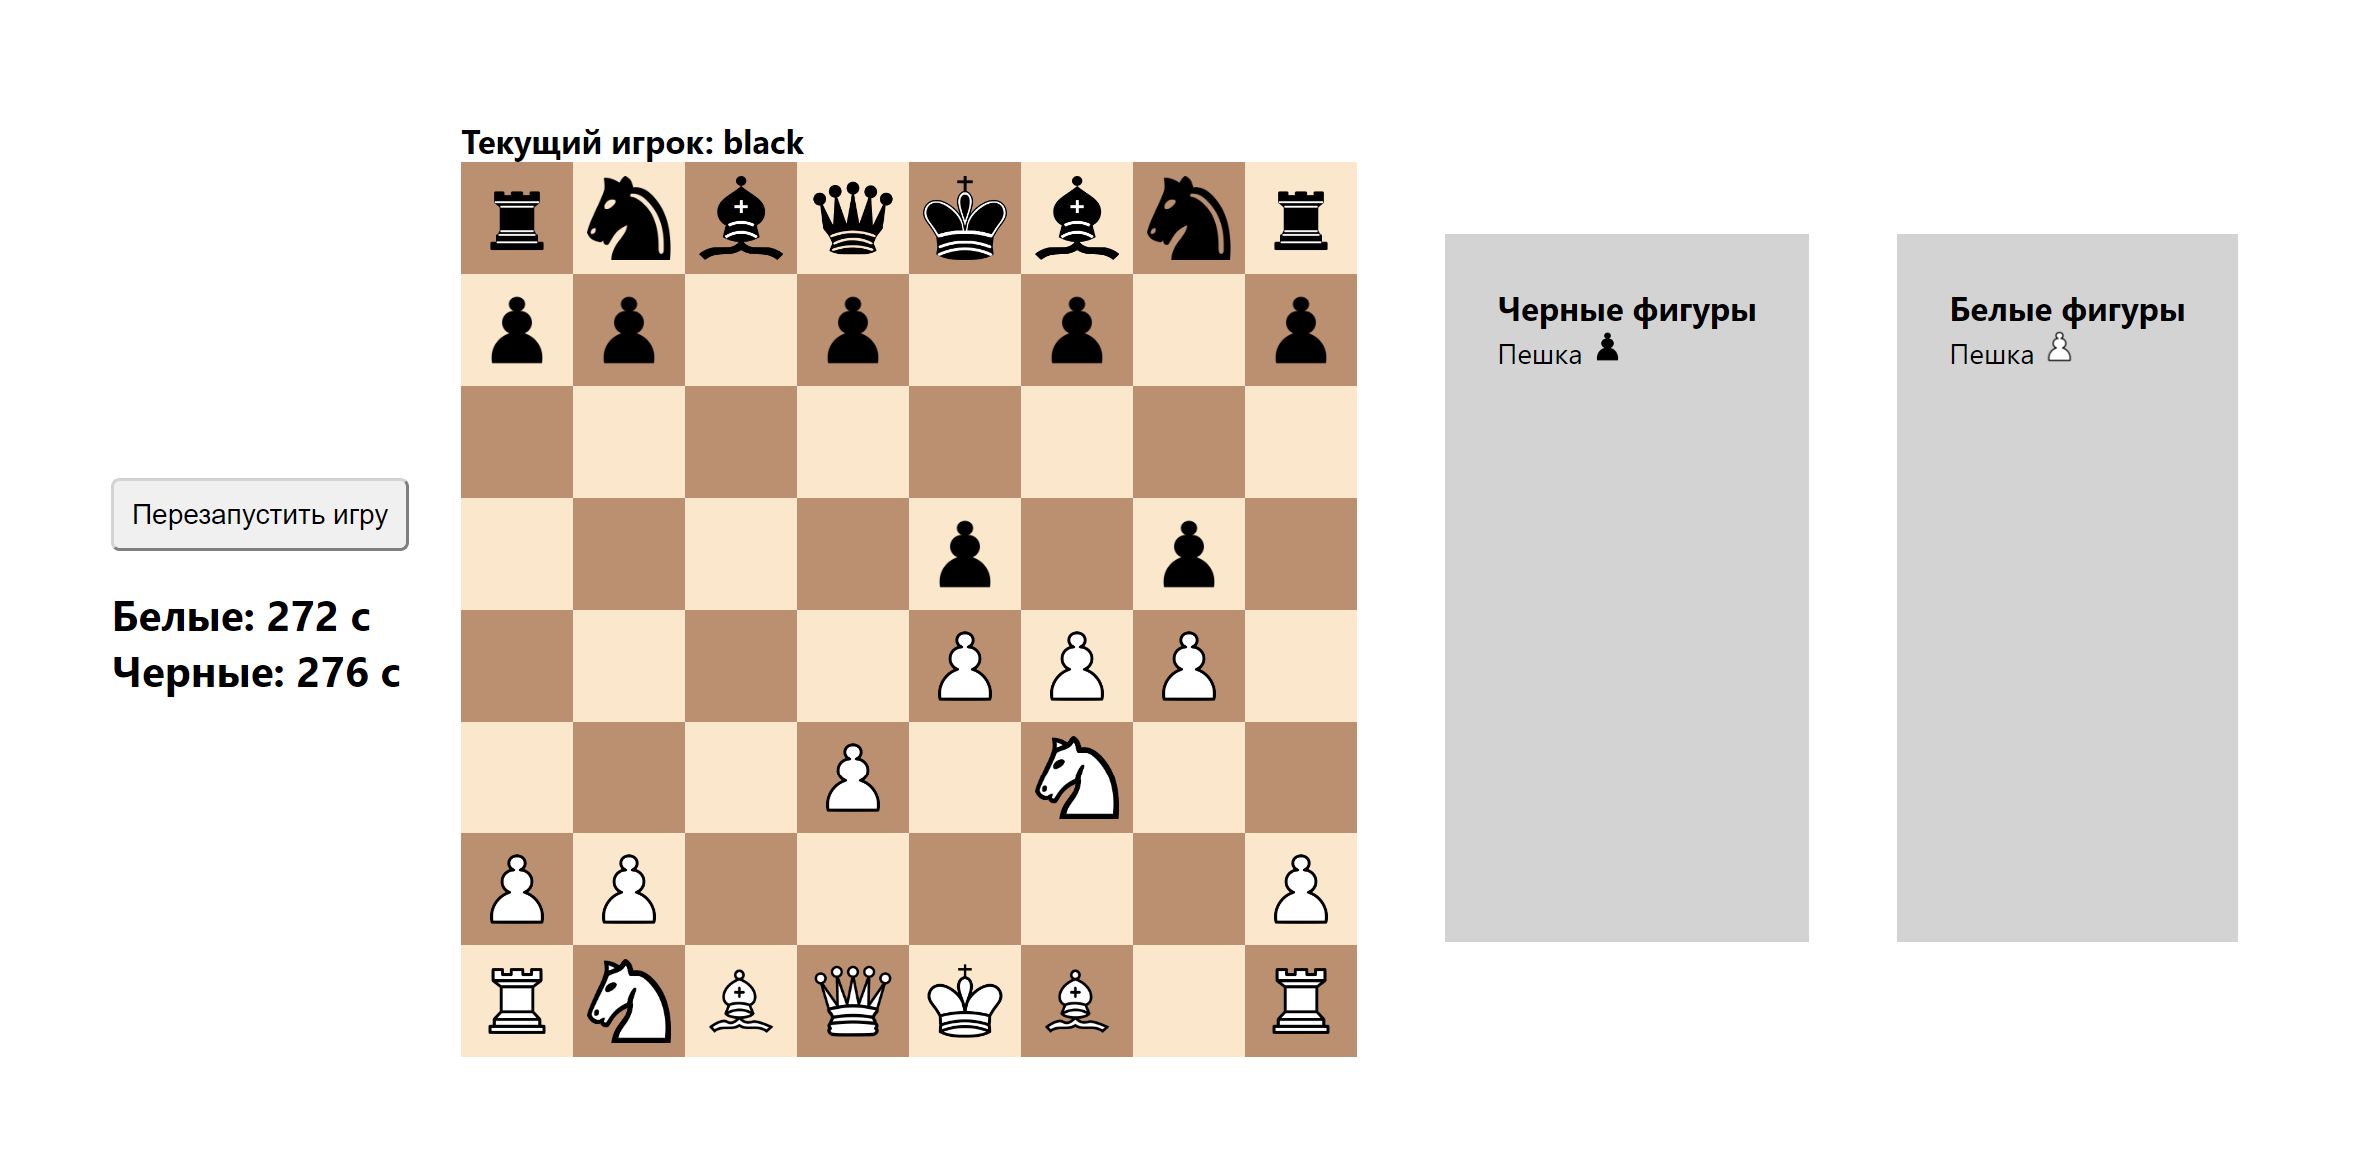 Текущий игрок: black
Перезапустить игру
Белые: 272 с
Черные: 276 с
Черные фигуры
Пешка
Белые фигуры
Пешка